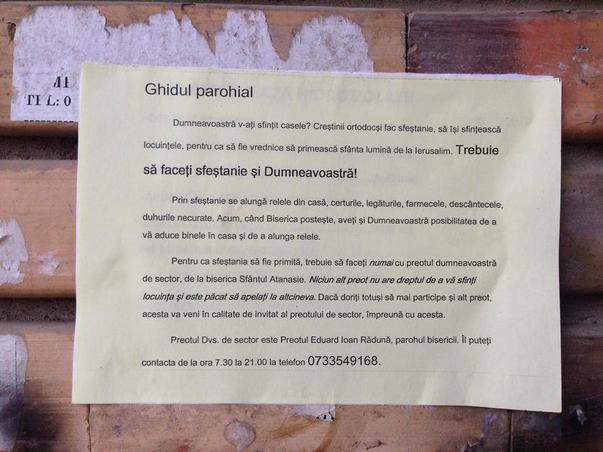 TEL: 0
Ghidul parohial
Dumneavoastră v-ați sfințit casele? Creștinii ortodocși fac sfeștanie, să își sfințească
locuințele, pentru ca să fie vrednice să primească sfânta lumină de la Ierusalim. Trebuie
să faceți sfeștanie și Dumneavoastră!
Prin sfeștanie se alungă relele din casă, certurile, legăturile, farmecele, descântecele,
duhurile necurate. Acum, când Biserica postește, aveți și Dumneavoastră posibilitatea de a
vă aduce binele în casa și de a alunga relele.
Pentru ca sfeștania să fie primită, trebuie să faceți numai cu preotul dumneavoastră
de sector, de la biserica Sfântul Atanasie. Niciun alt preot nu are dreptul de a vă sfinți
locuința și este păcat să apelați la altcineva. Dacă doriți totuși să mai participe și alt preot,
acesta va veni în calitate de invitat al preotului de sector, împreună cu acesta.
Preotul Dvs. de sector este Preotul Eduard Ioan Rădună, parohul bisericii. Îl puteți
contacta de la ora 7.30 la 21.00 la telefon 0733549168.